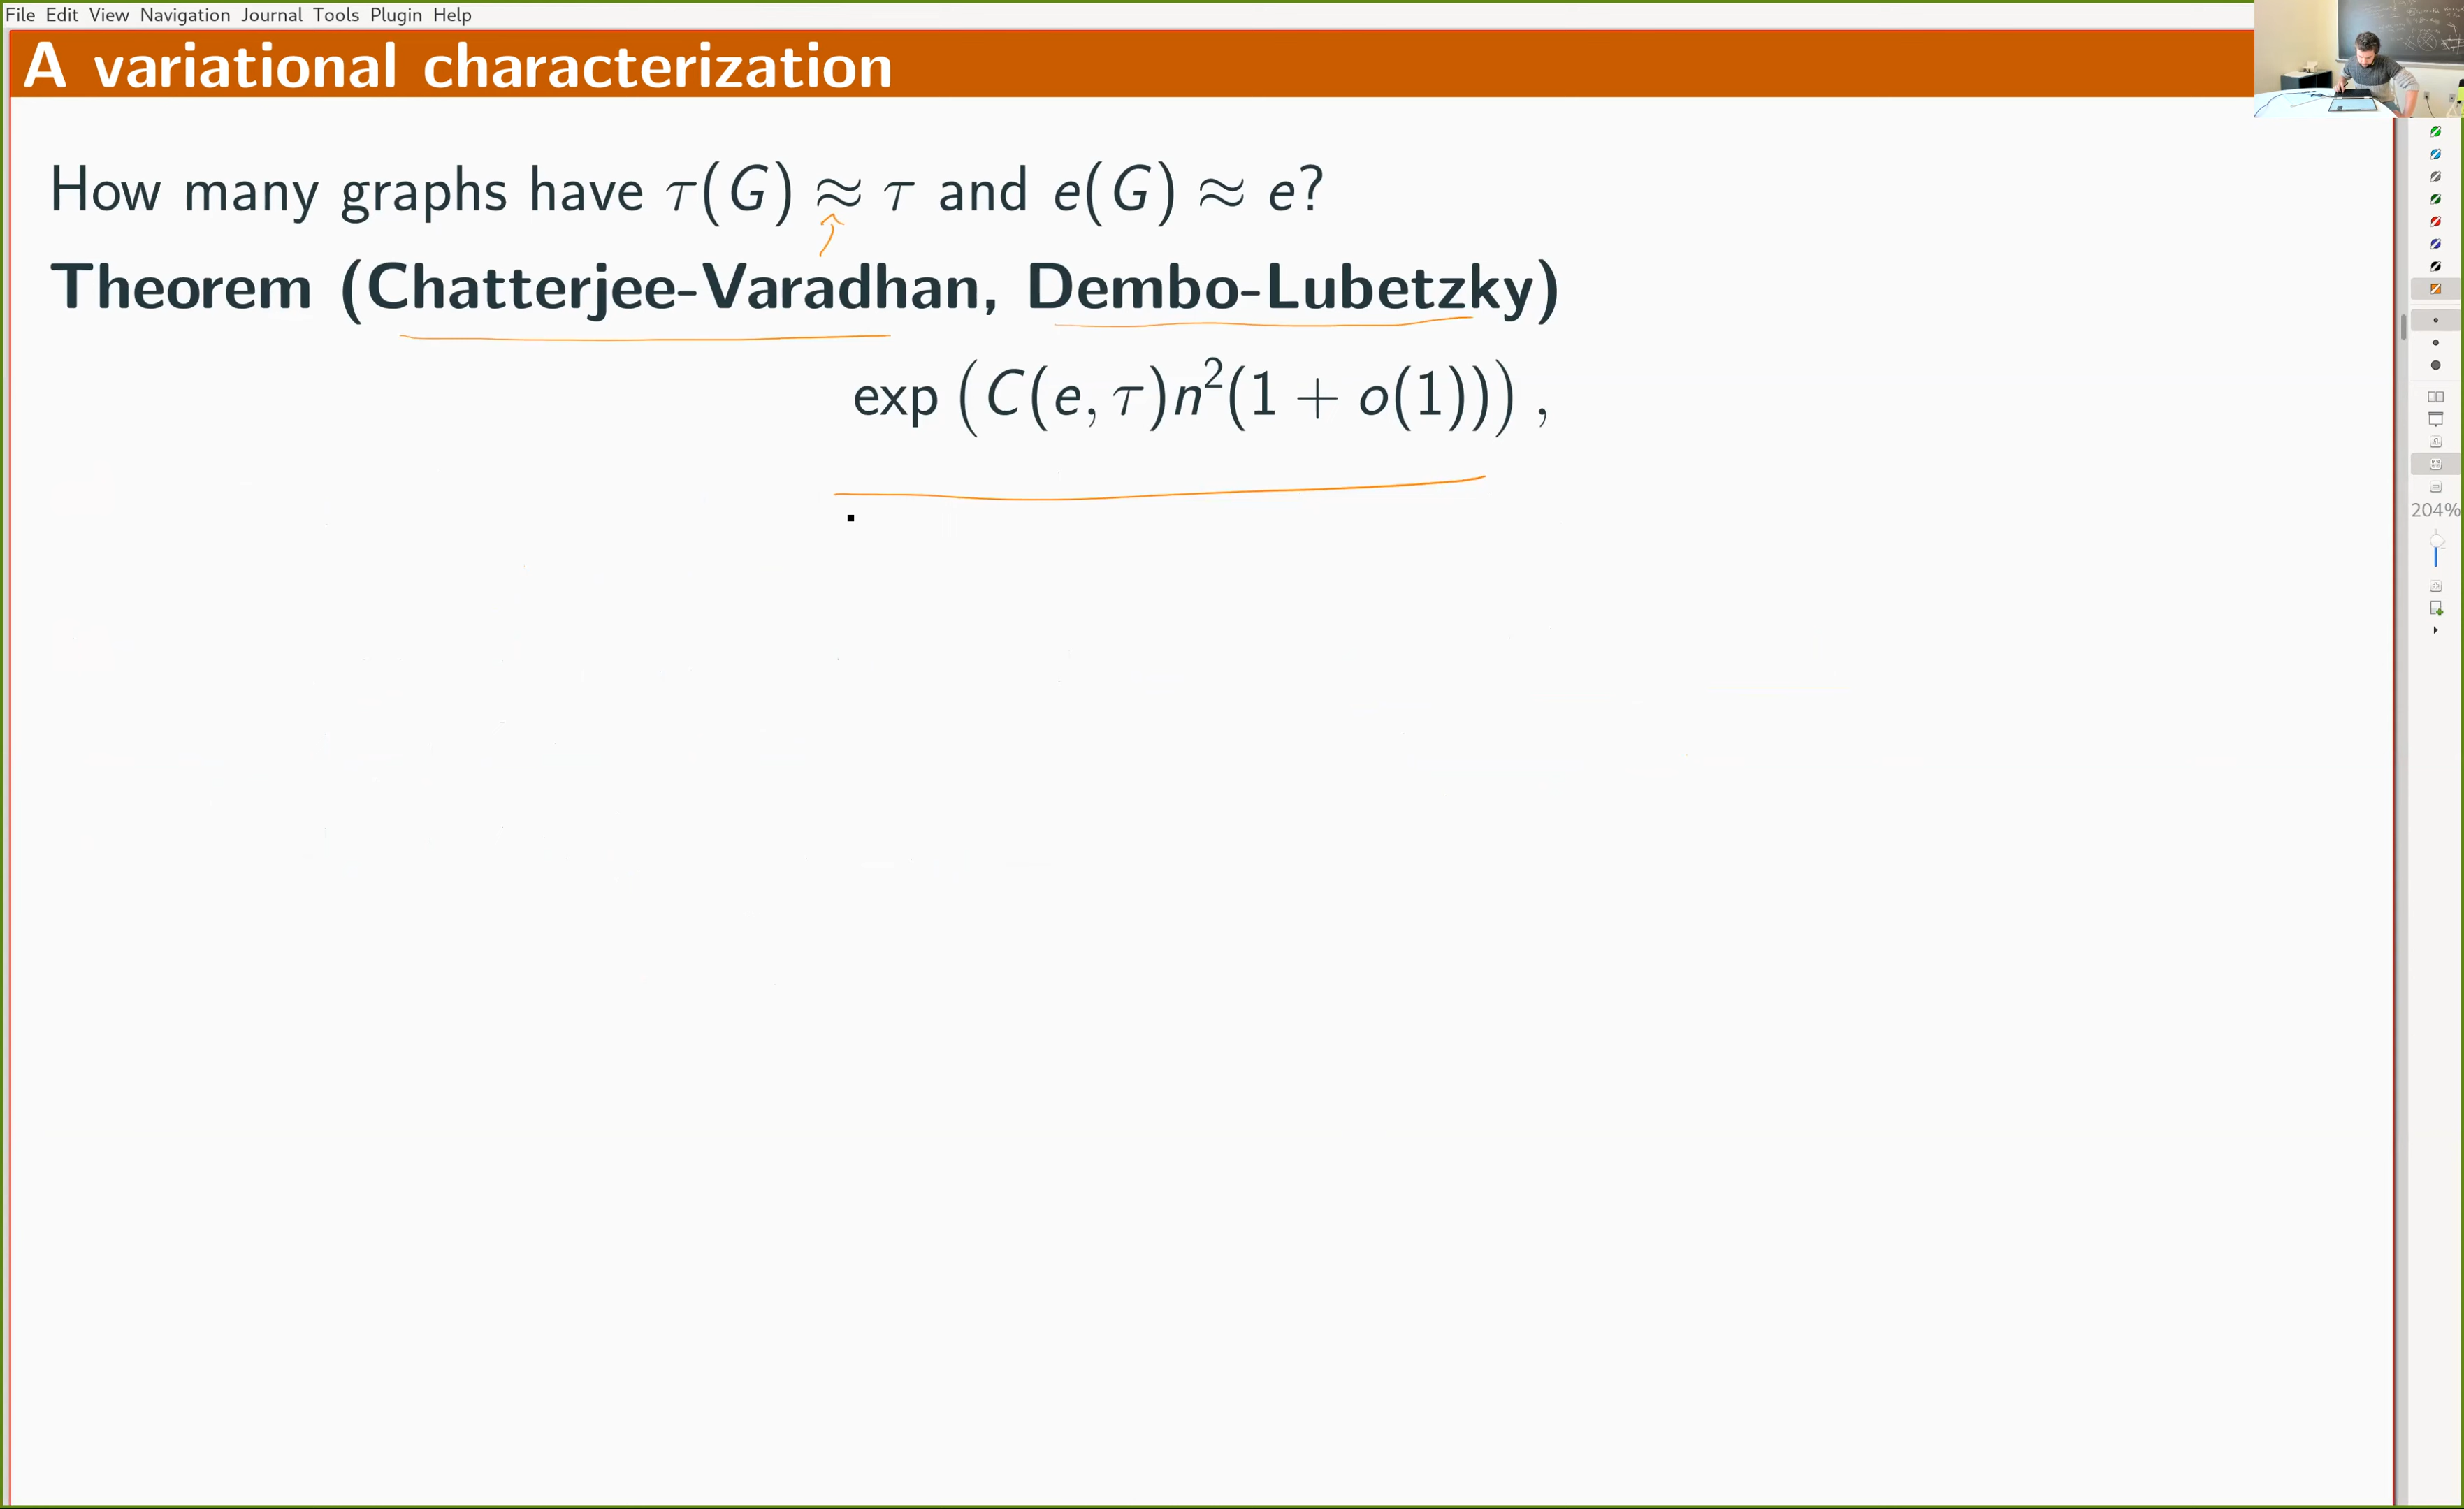 File Edit View Navigation Journal Tools Plugin Help
A variational characterization
How many graphs have τ(G) ≈ τ and e(G) ≈ e?
Theorem (Chatterjee-Varadhan, Dembo-Lubetzky)
exp (C(e, τ)n²(1 + o(1))) ,
204%